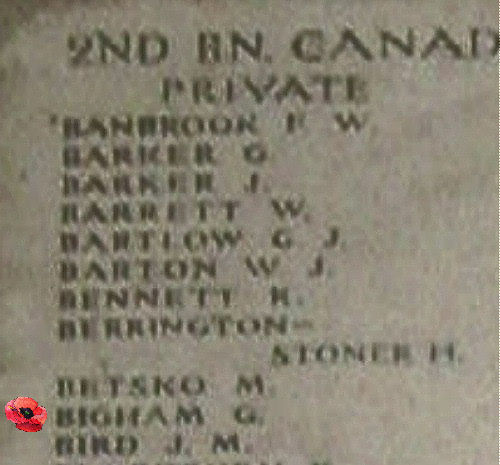 2ND BN. CANAD
PRIVATE
BANBROOK F. W.
BARKER G.
BARKER J.
BARRETT W.
BARTLOW G. J.
BARTON W. J.
BENNETT R.
BERRINGTON-
STONER H.
BETSKO M.
BIGHAM G.
BIRD J. M.